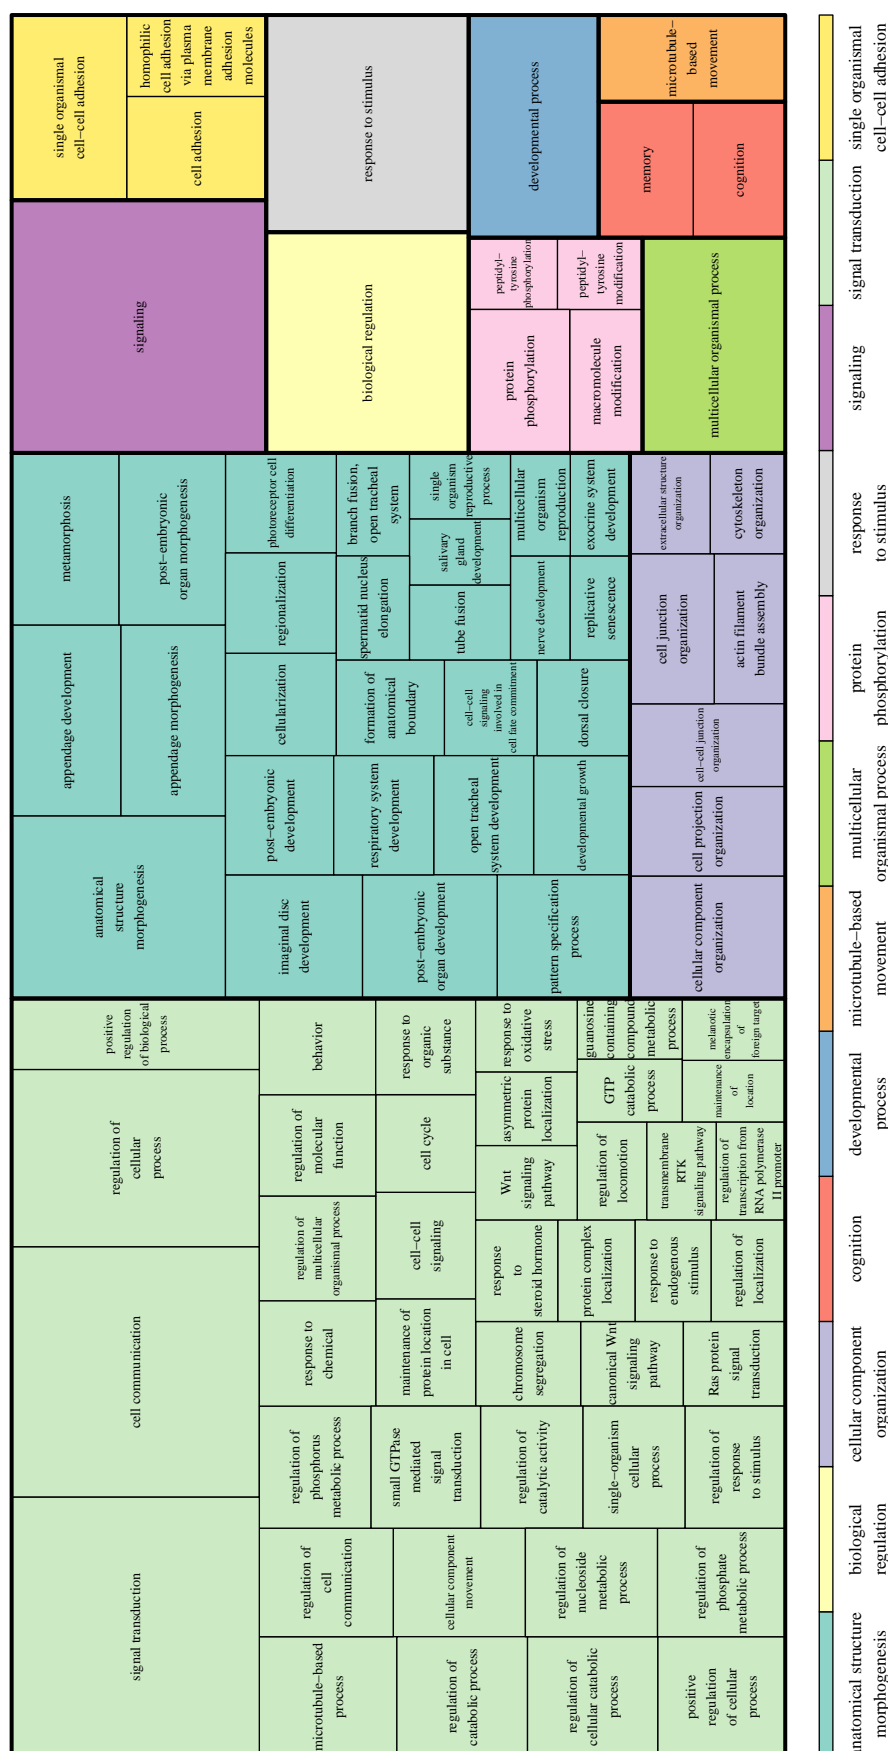 signal transduction
cell communication
regulation of
cellular
process
positive
regulation
of biological
process
microtubule−based
process
regulation of
catabolic process
regulation of
cellular catabolic
process
positive
regulation
of cellular
process
regulation of
cell
communication
cellular component
movement
regulation of
nucleoside
metabolic
process
regulation of
phosphate
metabolic process
regulation of
phosphorus
metabolic process
small GTPase
mediated
signal
transduction
regulation of
catalytic activity
single−organism
cellular
process
regulation of
response
to stimulus
response to
chemical
regulation of
multicellular
organismal process
regulation of
molecular
function
behavior
maintenance of
protein location
in cell
cell−cell
signaling
cell cycle
response to
organic
substance
chromosome
segregation
canonical Wnt
signaling
pathway
Ras protein
signal
transduction
response
to
steroid hormone
protein complex
localization
response to
endogenous
stimulus
regulation of
localization
Wnt
signaling
pathway
asymmetric
protein
localization
response to
oxidative
stress
regulation of
locomotion
transmembrane
RTK
signaling pathway
regulation of
transcription from
RNA polymerase
II promoter
GTP
catabolic
process
guanosine
containing
compound
metabolic
process
maintenance
of
location
melanotic
encapsulation
of
foreign target
anatomical
structure
morphogenesis
appendage development
appendage morphogenesis
metamorphosis
post−embryonic
organ morphogenesis
imaginal disc
development
post−embryonic
organ development
pattern specification
process
post−embryonic
development
respiratory system
development
open tracheal
system development
developmental growth
cellularization
regionalization
photoreceptor cell
differentiation
formation of
anatomical
boundary
cell−cell
signaling
involved in
cell fate commitment
dorsal closure
spermatid nucleus
elongation
branch fusion,
open tracheal
system
tube fusion
salivary
gland
development
single
organism
reproductive
process
nerve development
multicellular
organism
reproduction
replicative
senescence
exocrine system
development
cellular component
organization
cell projection
organization
cell−cell junction
organization
cell junction
organization
actin filament
bundle assembly
extracellular structure
organization
cytoskeleton
organization
signaling
single organismal
cell−cell adhesion
cell adhesion
homophilic
cell adhesion
via plasma
membrane
adhesion
molecules
biological regulation
response to stimulus
protein
phosphorylation
macromolecule
modification
peptidyl−
tyrosine
phosphorylation
peptidyl−
tyrosine
modification
multicellular organismal process
developmental process
memory
cognition
microtubule−
based
movement
anatomical structure
morphogenesis
biological
regulation
cellular component
organization
cognition
developmental
process
microtubule−based
movement
multicellular
organismal process
protein
phosphorylation
response
to stimulus
signaling
signal transduction
single organismal
cell−cell adhesion